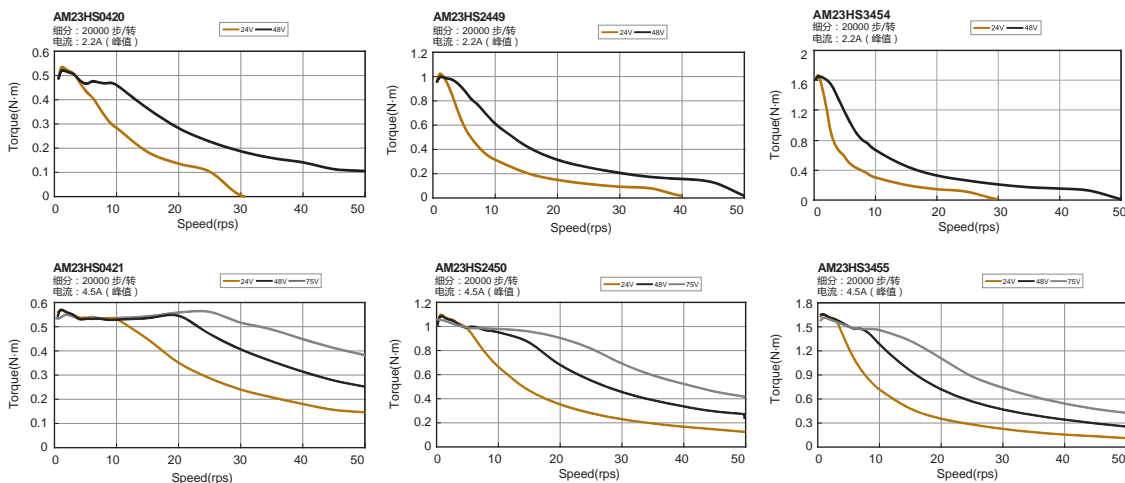 AM23HS0420
细分：20000 步/转
电流：2.2A ( 峰值 )
24V 48V
Torque(N·m)
0.6
0.5
0.4
0.3
0.2
0.1
0
0 10 20 30 40 50
Speed(rps)
AM23HS2449
细分：20000 步/转
电流：2.2A ( 峰值 )
24V 48V
Torque(N·m)
1.2
1
0.8
0.6
0.4
0.2
0
0 10 20 30 40 50
Speed(rps)
AM23HS3454
细分：20000 步/转
电流：2.2A ( 峰值 )
24V 48V
Torque(N·m)
2
1.6
1.2
0.8
0.4
0
0 10 20 30 40 50
Speed(rps)
AM23HS0421
细分：20000 步/转
电流：4.5A ( 峰值 )
24V 48V 75V
Torque(N·m)
0.6
0.5
0.4
0.3
0.2
0.1
0
0 10 20 30 40 50
Speed(rps)
AM23HS2450
细分：20000 步/转
电流：4.5A ( 峰值 )
24V 48V 75V
Torque(N·m)
1.2
1
0.8
0.6
0.4
0.2
0
0 10 20 30 40 50
Speed(rps)
AM23HS3455
细分：20000 步/转
电流：4.5A ( 峰值 )
24V 48V 75V
Torque(N·m)
1.8
1.5
1.2
0.9
0.6
0.3
0
0 10 20 30 40 50
Speed(rps)